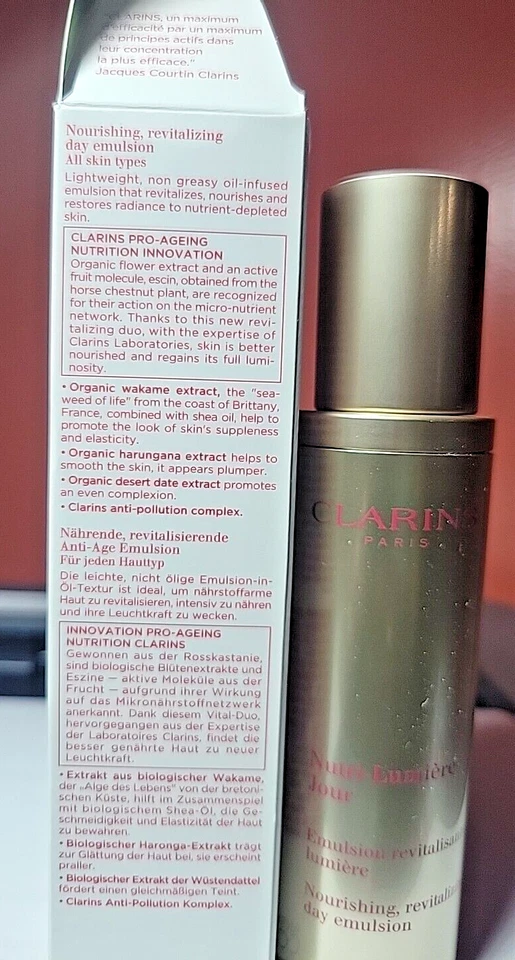 "CLARINS, un maximum
d'efficacité par un maximum
de principes actifs dans
leur concentration
la plus efficace."
Jacques Courtin Clarins
Nourishing, revitalizing
day emulsion
All skin types
Lightweight, non greasy oil-infused
emulsion that revitalizes, nourishes and
restores radiance to nutrient-depleted
skin.
CLARINS PRO-AGEING
NUTRITION INNOVATION
Organic flower extract and an active
fruit molecule, escin, obtained from the
horse chestnut plant, are recognized
for their action on the micro-nutrient
network. Thanks to this new revi-
talizing duo, with the expertise of
Clarins Laboratories, skin is better
nourished and regains its full lumi-
nosity.
• Organic wakame extract, the "sea-
weed of life" from the coast of Brittany,
France, combined with shea oil, help to
promote the look of skin's suppleness
and elasticity.
• Organic harungana extract helps to
smooth the skin, it appears plumper.
• Organic desert date extract promotes
an even complexion.
• Clarins anti-pollution complex.
Nährende, revitalisierende
Anti-Age Emulsion
Für jeden Hauttyp
Die leichte, nicht ölige Emulsion-in-
Öl-Textur ist ideal, um nährstoffarme
Haut zu revitalisieren, intensiv zu nähren
und ihre Leuchtkraft zu wecken.
INNOVATION PRO-AGEING
NUTRITION CLARINS
Gewonnen aus der Rosskastanie,
sind biologische Blütenextrakte und
Eszine – aktive Moleküle aus der
Frucht – aufgrund ihrer Wirkung
auf das Mikronährstoffnetzwerk
anerkannt. Dank diesem Vital-Duo,
hervorgegangen aus der Expertise
der Laboratoires Clarins, findet die
besser genährte Haut zu neuer
Leuchtkraft.
• Extrakt aus biologischer Wakame,
der „Alge des Lebens" von der bretoni-
schen Küste, hilft im Zusammenspiel
mit biologischem Shea-Öl, die Ge-
schmeidigkeit und Elastizität der Haut
zu bewahren.
• Biologischer Haronga-Extrakt trägt
zur Glättung der Haut bei, sie erscheint
praller.
• Biologischer Extrakt der Wüstendattel
fördert einen gleichmäßigen Teint.
• Clarins Anti-Pollution Komplex.
CLARINS
• PARIS •
Nutri-Lumière
Jour
Emulsion revitalisan
lumière
Nourishing, revitalizi
day emulsion